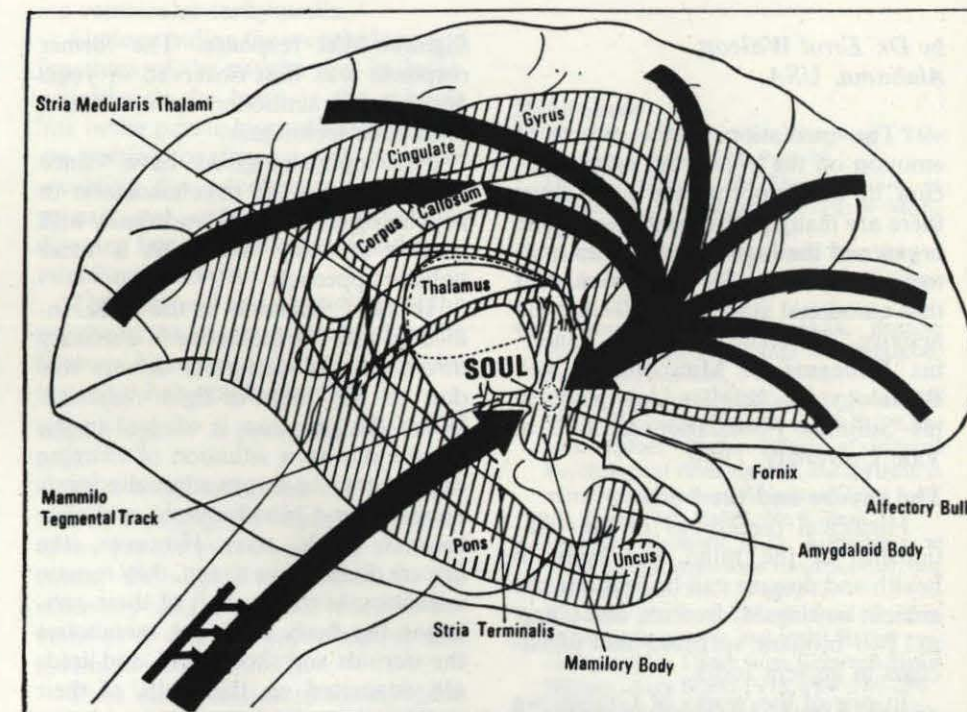 Stria Medularis Thalami
Gyrus
Cingulate
Callosum
Corpus
Thalamus
SOUL
Fornix
Alfectory Bull
Mammilo
Tegmental Track
Amygdaloid Body
Pons
Uncus
Stria Terminalis
Mamilory Body